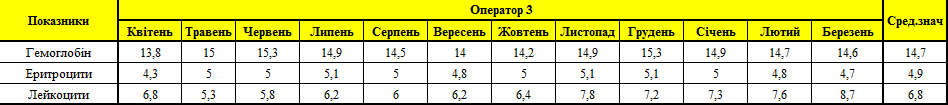 Показники Оператор 3 Сред.знач
Квітень Травень Червень Липень Серпень Вересень Жовтень Листопад Грудень Січень Лютий Березень
Гемоглобін 13,8 15 15,3 14,9 14,5 14 14,2 14,9 15,3 14,9 14,7 14,6 14,7
Еритроцити 4,3 5 5 5,1 5 4,8 5 5,1 5,1 5 4,8 4,7 4,9
Лейкоцити 6,8 5,3 5,8 6,2 6 6,2 6,4 7,8 7,2 7,3 7,6 8,7 6,8